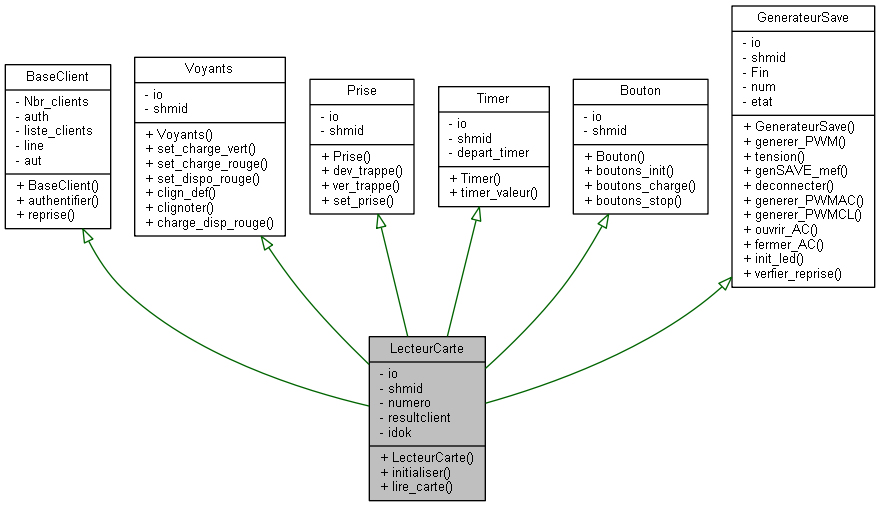 BaseClient
- Nbr_clients
- auth
- liste_clients
- line
- aut
+ BaseClient()
+ authentifier()
+ reprise()
Voyants
- io
- shmid
+ Voyants()
+ set_charge_vert()
+ set_charge_rouge()
+ set_dispo_rouge()
+ clign_def()
+ clignoter()
+ charge_disp_rouge()
Prise
- io
- shmid
+ Prise()
+ dev_trappe()
+ ver_trappe()
+ set_prise()
Timer
- io
- shmid
- depart_timer
+ Timer()
+ timer_valeur()
Bouton
- io
- shmid
+ Bouton()
+ boutons_init()
+ boutons_charge()
+ boutons_stop()
GenerateurSave
- io
- shmid
- Fin
- num
- etat
+ GenerateurSave()
+ generer_PWM()
+ tension()
+ genSAVE_mef()
+ deconnecter()
+ generer_PWMAC()
+ generer_PWMCL()
+ ouvrir_AC()
+ fermer_AC()
+ init_led()
+ verfier_reprise()
LecteurCarte
- io
- shmid
- numero
- resultclient
- idok
+ LecteurCarte()
+ initialiser()
+ lire_carte()